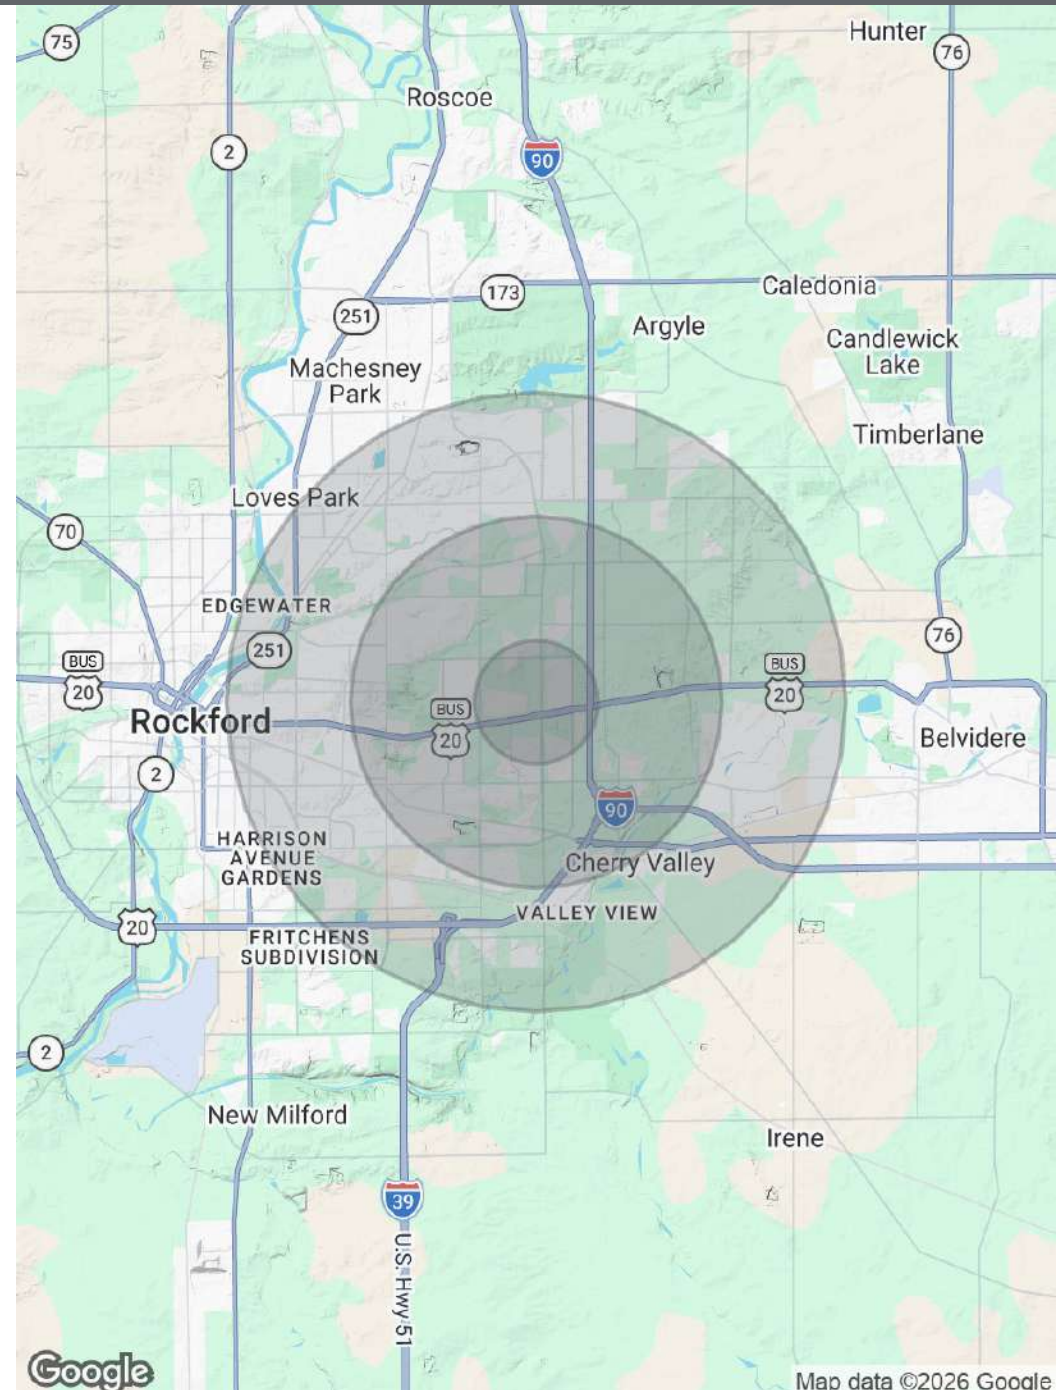 Hunter
75
76
Roscoe
2
90
Caledonia
173
251
Argyle
Candlewick
Lake
Machesney
Park
Timberlane
Loves Park
70
EDGEWATER
76
251
BUS
20
BUS
20
BUS
20
Rockford
Belvidere
2
90
HARRISON
AVENUE
GARDENS
Cherry Valley
VALLEY VIEW
20
FRITCHENS
SUBDIVISION
2
New Milford
Irene
39
U.S. Hwy 51
Google
Map data ©2026 Google